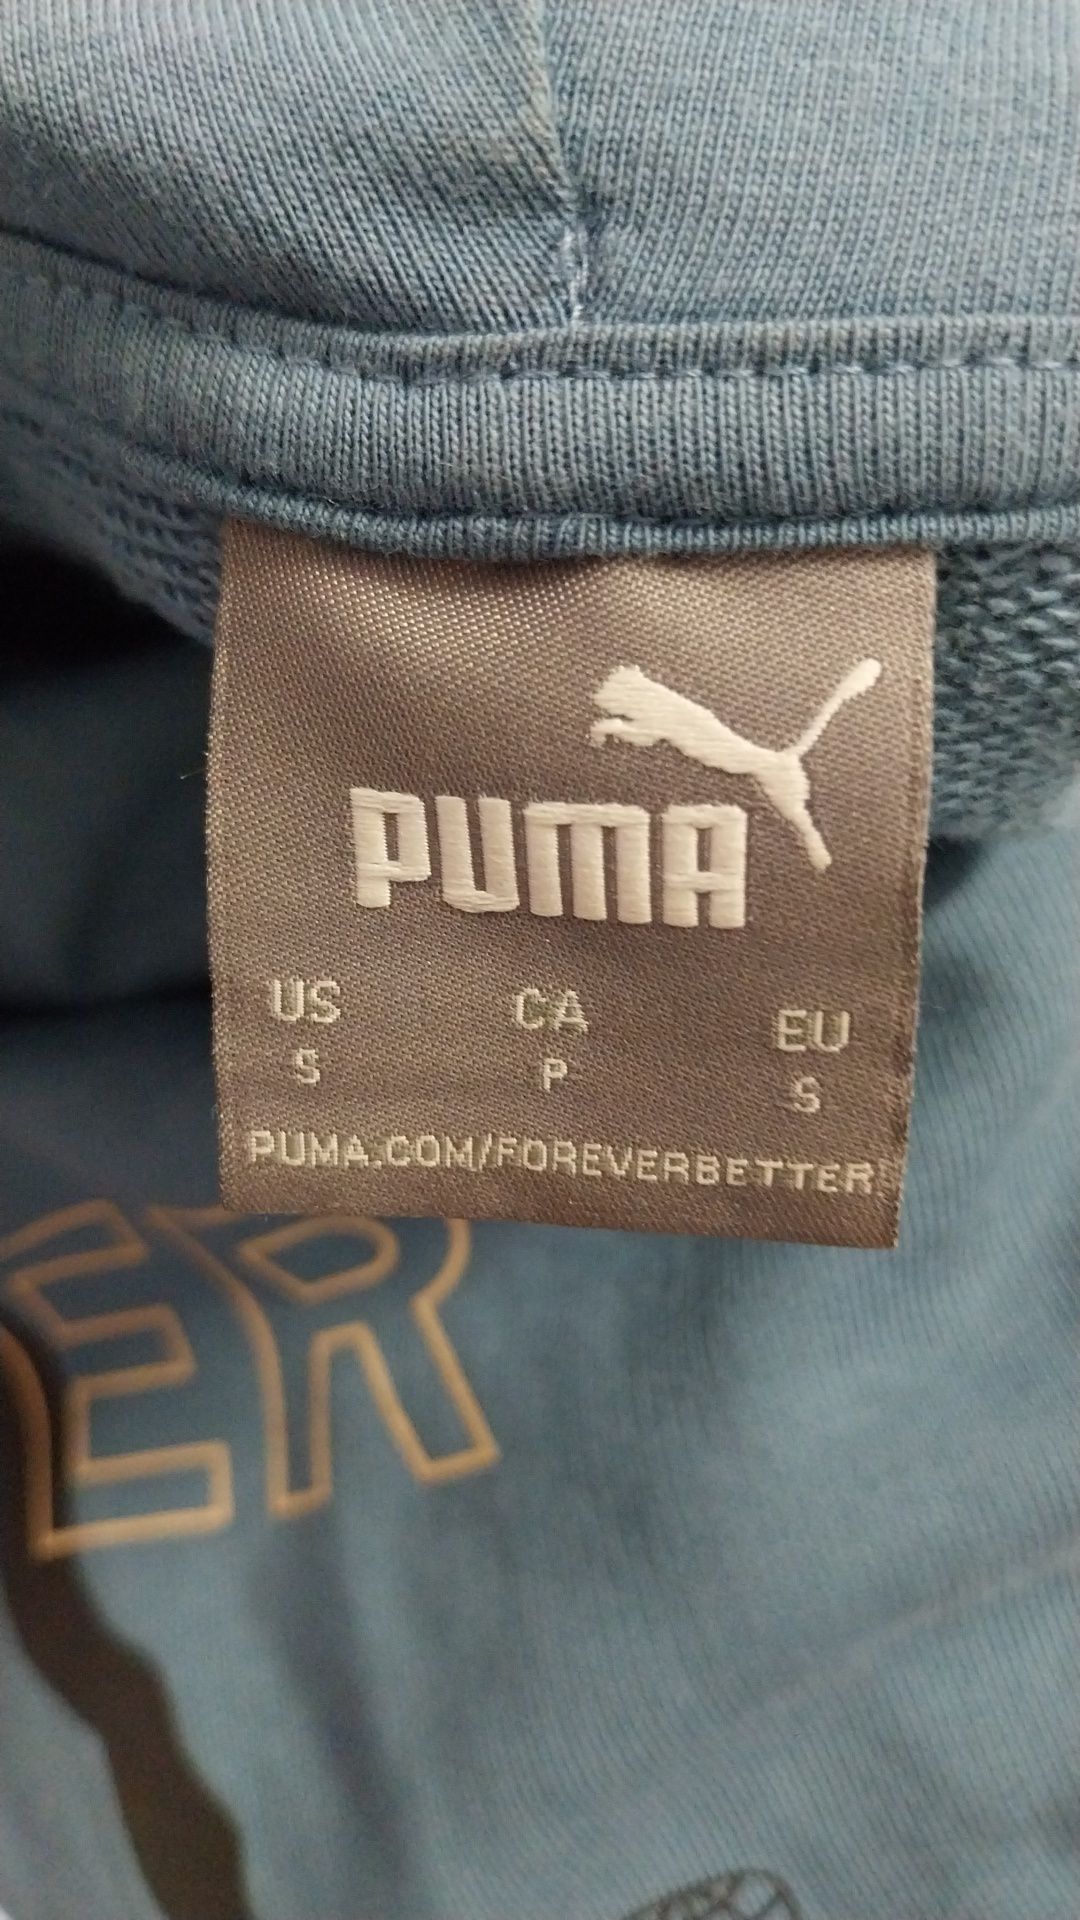 PUMA
US CA EU
S P S
PUMA.COM/FOREVERBETTER
ER